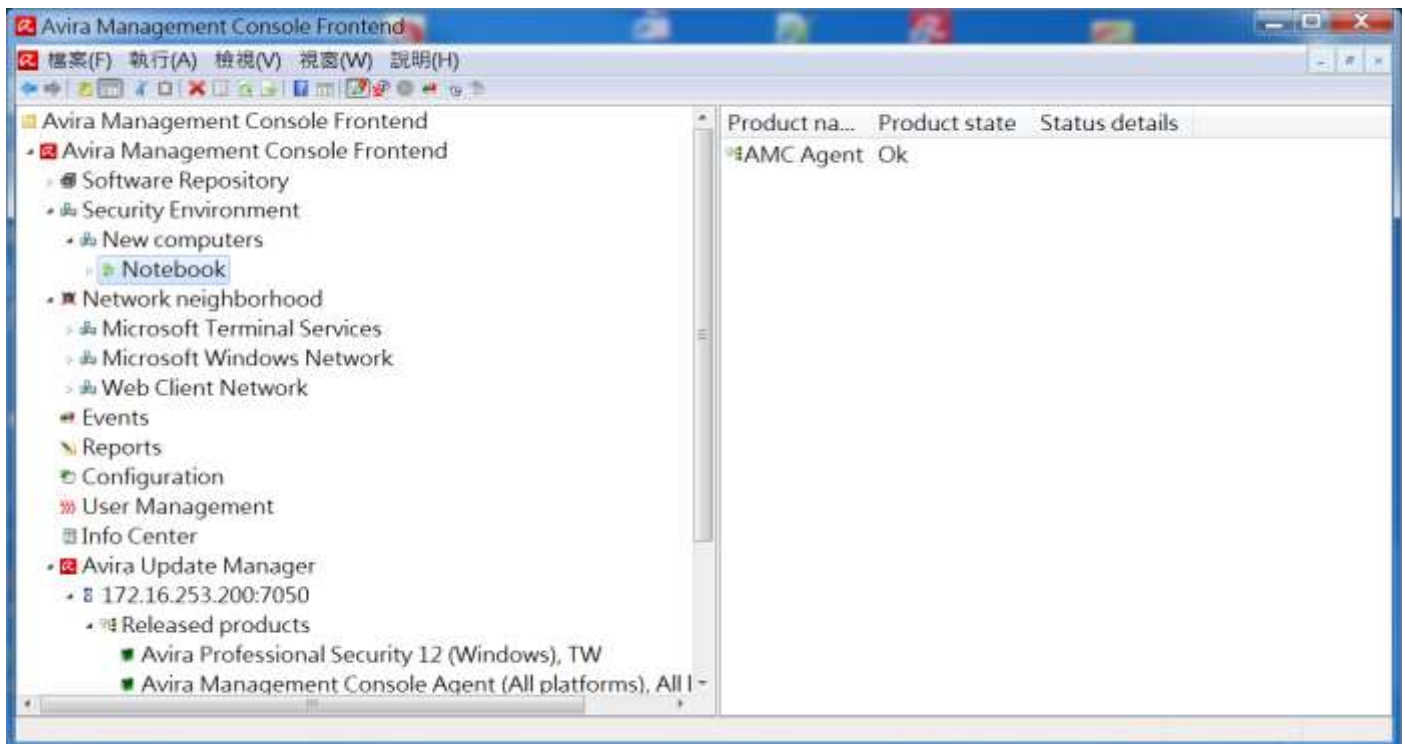 Avira Management Console Frontend
檔案(F) 執行(A) 檢視(V) 視窗(W) 說明(H)
Avira Management Console Frontend
Avira Management Console Frontend
Software Repository
Security Environment
New computers
Notebook
Network neighborhood
Microsoft Terminal Services
Microsoft Windows Network
Web Client Network
Events
Reports
Configuration
User Management
Info Center
Avira Update Manager
172.16.253.200:7050
Released products
Avira Professional Security 12 (Windows), TW
Avira Management Console Agent (All platforms), All l
Product na... Product state Status details
AMC Agent Ok